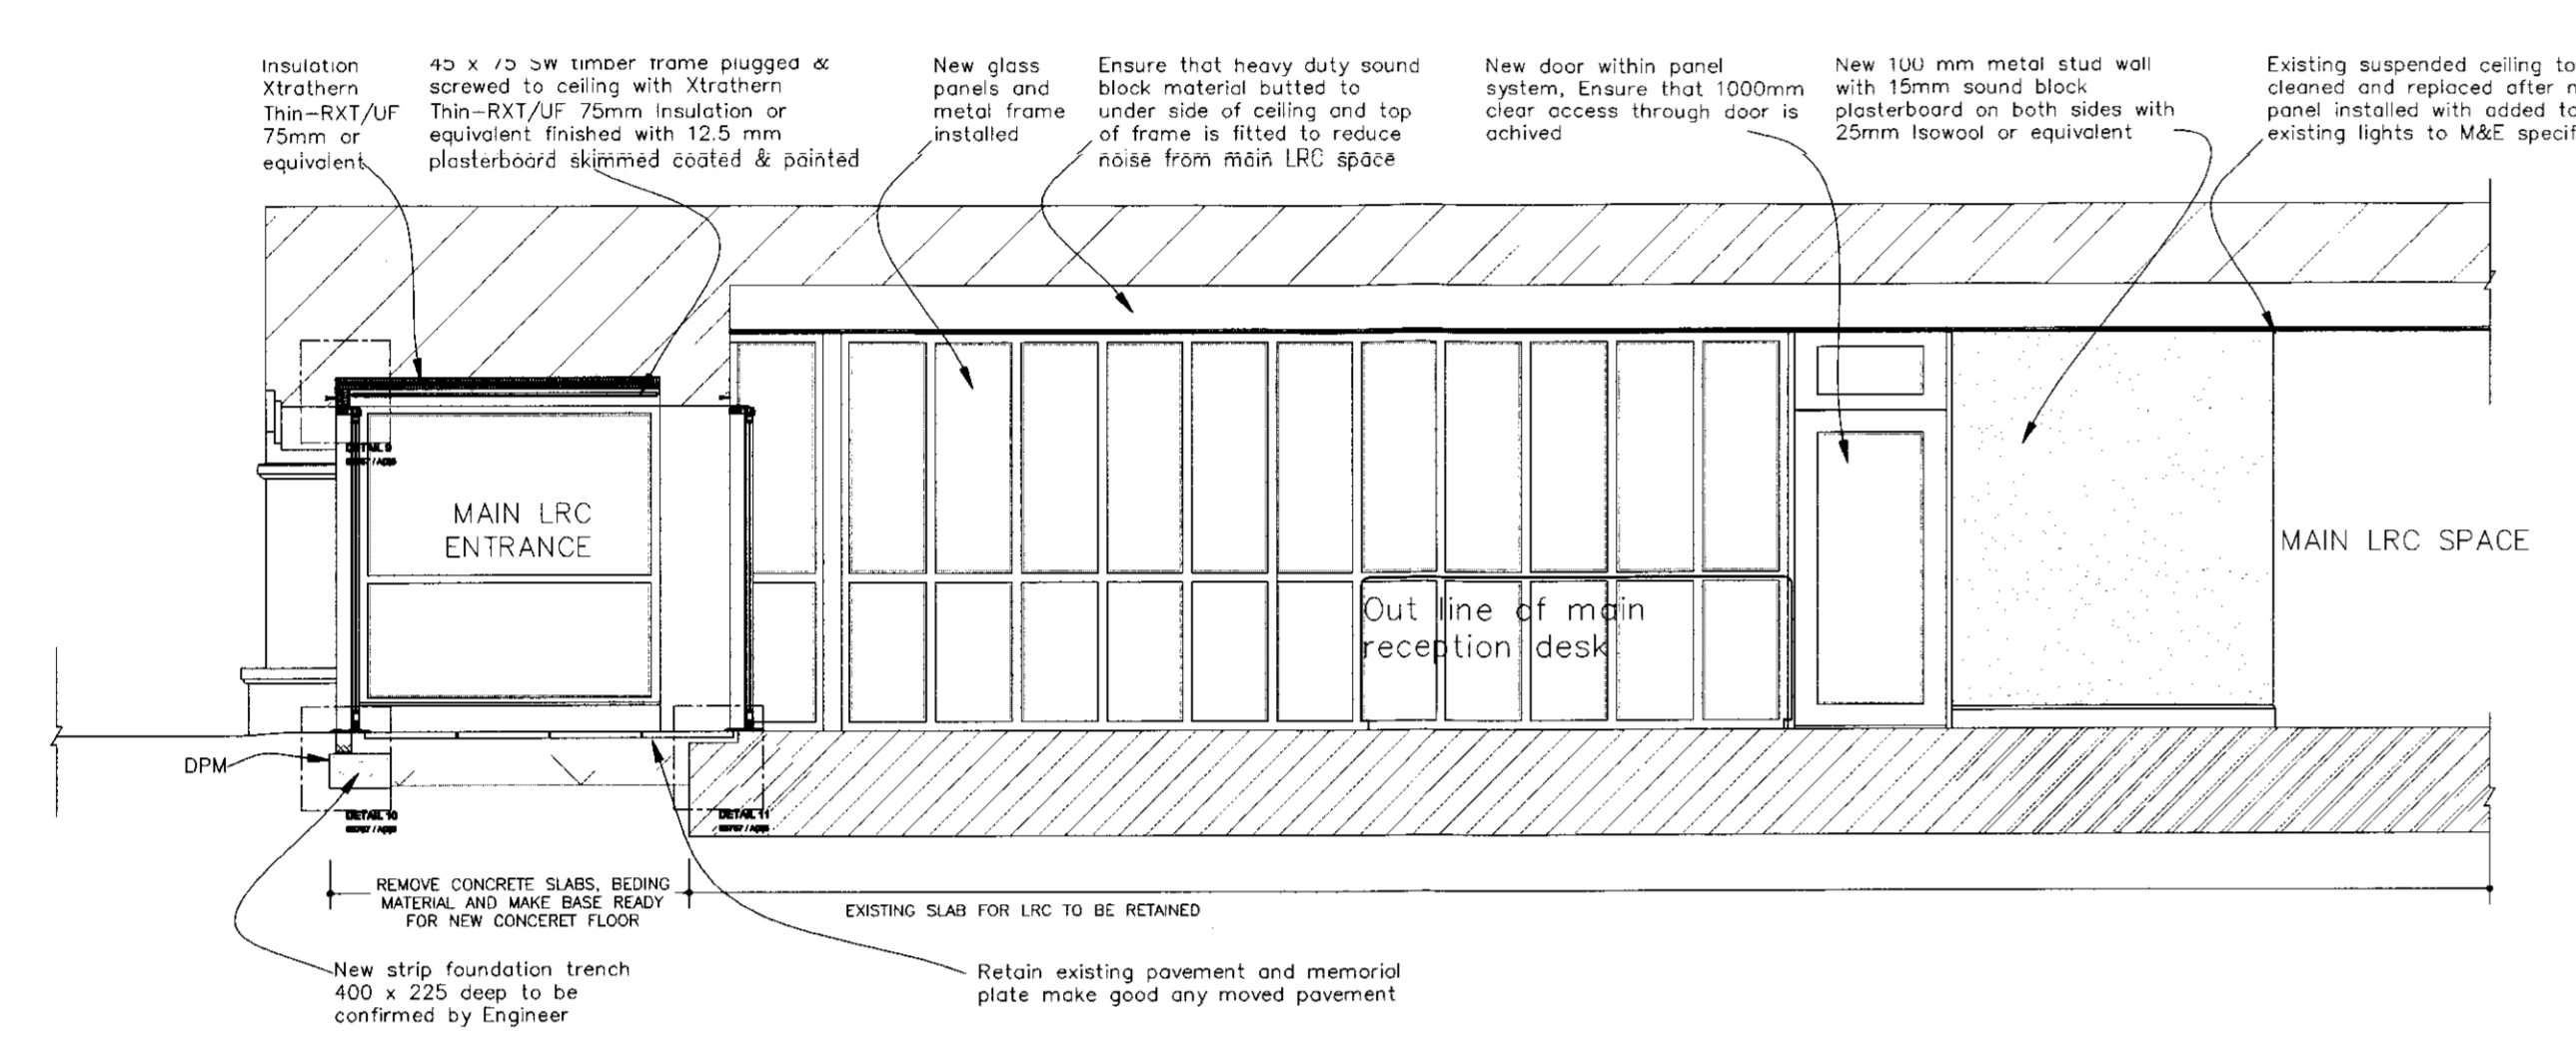 Insulation
Xtrathern
Thin-RXT/UF
75mm or
equivalent
45 x 75 SW timber frame plugged &
screwed to ceiling with Xtrathern
Thin-RXT/UF 75mm Insulation or
equivalent finished with 12.5 mm
plasterboard skimmed coated & painted
New glass
panels and
metal frame
installed
Ensure that heavy duty sound
block material butted to
under side of ceiling and top
of frame is fitted to reduce
noise from main LRC space
New door within panel
system, Ensure that 1000mm
clear access through door is
achived
New 100 mm metal stud wall
with 15mm sound block
plasterboard on both sides with
25mm Isowool or equivalent
Existing suspended ceiling to
cleaned and replaced after
panel installed with added to
existing lights to M&E specif
DETAIL 9
MAIN LRC
ENTRANCE
Out line of main
reception desk
MAIN LRC SPACE
DPM
DETAIL 10
DETAIL 11
REMOVE CONCRETE SLABS, BEDING
MATERIAL AND MAKE BASE READY
FOR NEW CONCERET FLOOR
EXISTING SLAB FOR LRC TO BE RETAINED
New strip foundation trench
400 x 225 deep to be
confirmed by Engineer
Retain existing pavement and memorial
plate make good any moved pavement